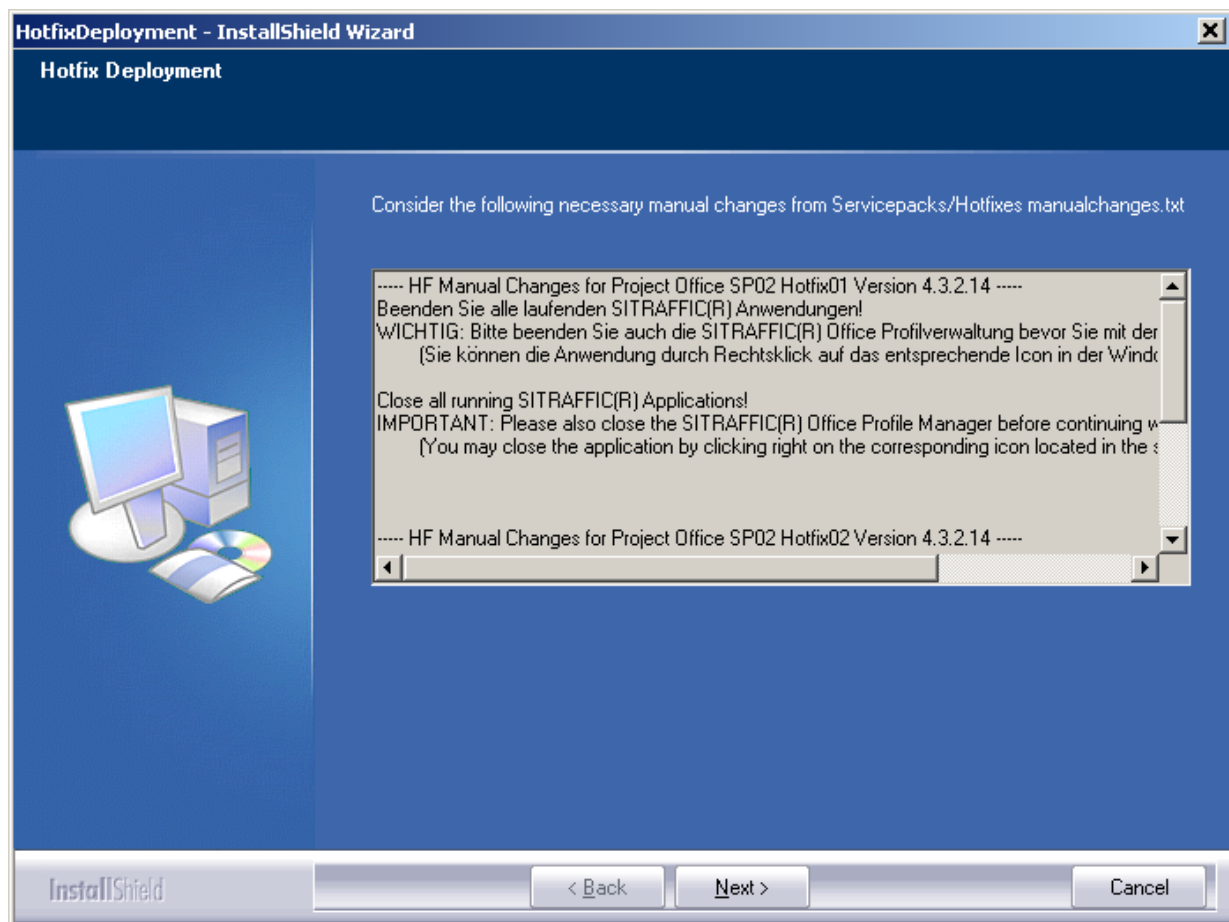 HotfixDeployment - InstallShield Wizard
Hotfix Deployment
Consider the following necessary manual changes from Servicepacks/Hotfixes manualchanges.txt
----- HF Manual Changes for Project Office SP02 Hotfix01 Version 4.3.2.14 -----
Beenden Sie alle laufenden SITRAFFIC(R) Anwendungen!
WICHTIG: Bitte beenden Sie auch die SITRAFFIC(R) Office Profilverwaltung bevor Sie mit der
(Sie können die Anwendung durch Rechtsklick auf das entsprechende Icon in der
Close all running SITRAFFIC(R) Applications!
IMPORTANT: Please also close the SITRAFFIC(R) Office Profile Manager before continuing
(You may close the application by clicking right on the corresponding icon located in the
----- HF Manual Changes for Project Office SP02 Hotfix02 Version 4.3.2.14 -----
InstallShield
< Back
Next >
Cancel